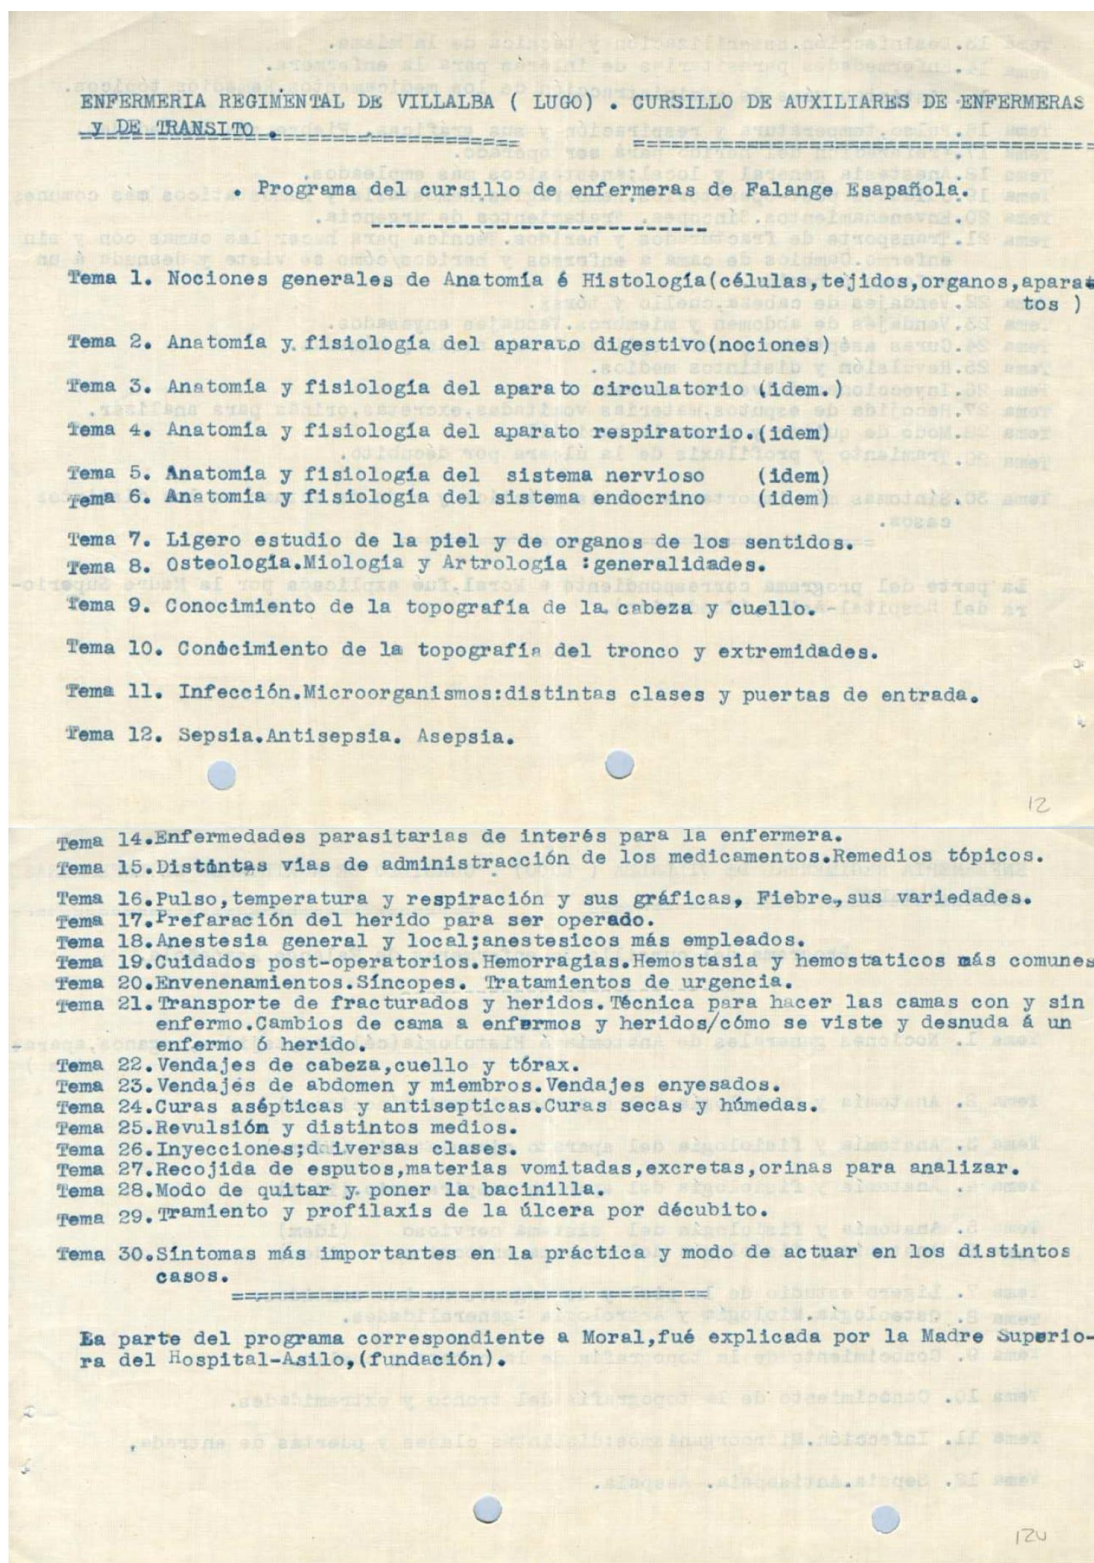 ENFERMERIA REGIMENTAL DE VILLALBA ( LUGO) . CURSILLO DE AUXILIARES DE ENFERMERAS
Y DE TRANSITO .
. Programa del cursillo de enfermeras de Falange Esapañola.
Tema 1. Nociones generales de Anatomía é Histología(células,tejidos,organos,apara
tos )
Tema 2. Anatomía y fisiología del aparato digestivo(nociones)
Tema 3. Anatomía y fisiología del aparato circulatorio (idem.)
Tema 4. Anatomía y fisiología del aparato respiratorio.(idem)
Tema 5. Anatomía y fisiología del sistema nervioso (idem)
Tema 6. Anatomía y fisiología del sistema endocrino (idem)
Tema 7. Ligero estudio de la piel y de organos de los sentidos.
Tema 8. Osteología.Miología y Artrología :generalidades.
Tema 9. Conocimiento de la topografía de la cabeza y cuello.
Tema 10. Conocimiento de la topografía del tronco y extremidades.
Tema 11. Infección.Microorganismos:distintas clases y puertas de entrada.
Tema 12. Sepsia.Antisepsia. Asepsia.
12
Tema 14.Enfermedades parasitarias de interés para la enfermera.
Tema 15.Distintas vias de administracción de los medicamentos.Remedios tópicos.
Tema 16.Pulso,temperatura y respiración y sus gráficas, Fiebre,sus variedades.
Tema 17.Prefaración del herido para ser operado.
Tema 18.Anestesia general y local;anestesicos más empleados.
Tema 19.Cuidados post-operatorios.Hemorragias.Hemostasia y hemostaticos más comunes
Tema 20.Envenenamientos.Síncopes. Tratamientos de urgencia.
Tema 21.Transporte de fracturados y heridos.Técnica para hacer las camas con y sin
enfermo.Cambios de cama a enfermos y heridos/cómo se viste y desnuda á un
enfermo ó herido.
Tema 22.Vendajes de cabeza,cuello y tórax.
Tema 23.Vendajes de abdomen y miembros.Vendajes enyesados.
Tema 24.Curas asépticas y antisepticas.Curas secas y húmedas.
Tema 25.Revulsión y distintos medios.
Tema 26.Inyecciones;diversas clases.
Tema 27.Recojida de esputos,materias vomitadas,excretas,orinas para analizar.
Tema 28.Modo de quitar y poner la bacinilla.
Tema 29.Tramiento y profilaxis de la úlcera por décubito.
Tema 30.Síntomas más importantes en la práctica y modo de actuar en los distintos
casos.
La parte del programa correspondiente a Moral,fué explicada por la Madre Superio-
ra del Hospital-Asilo,(fundación).